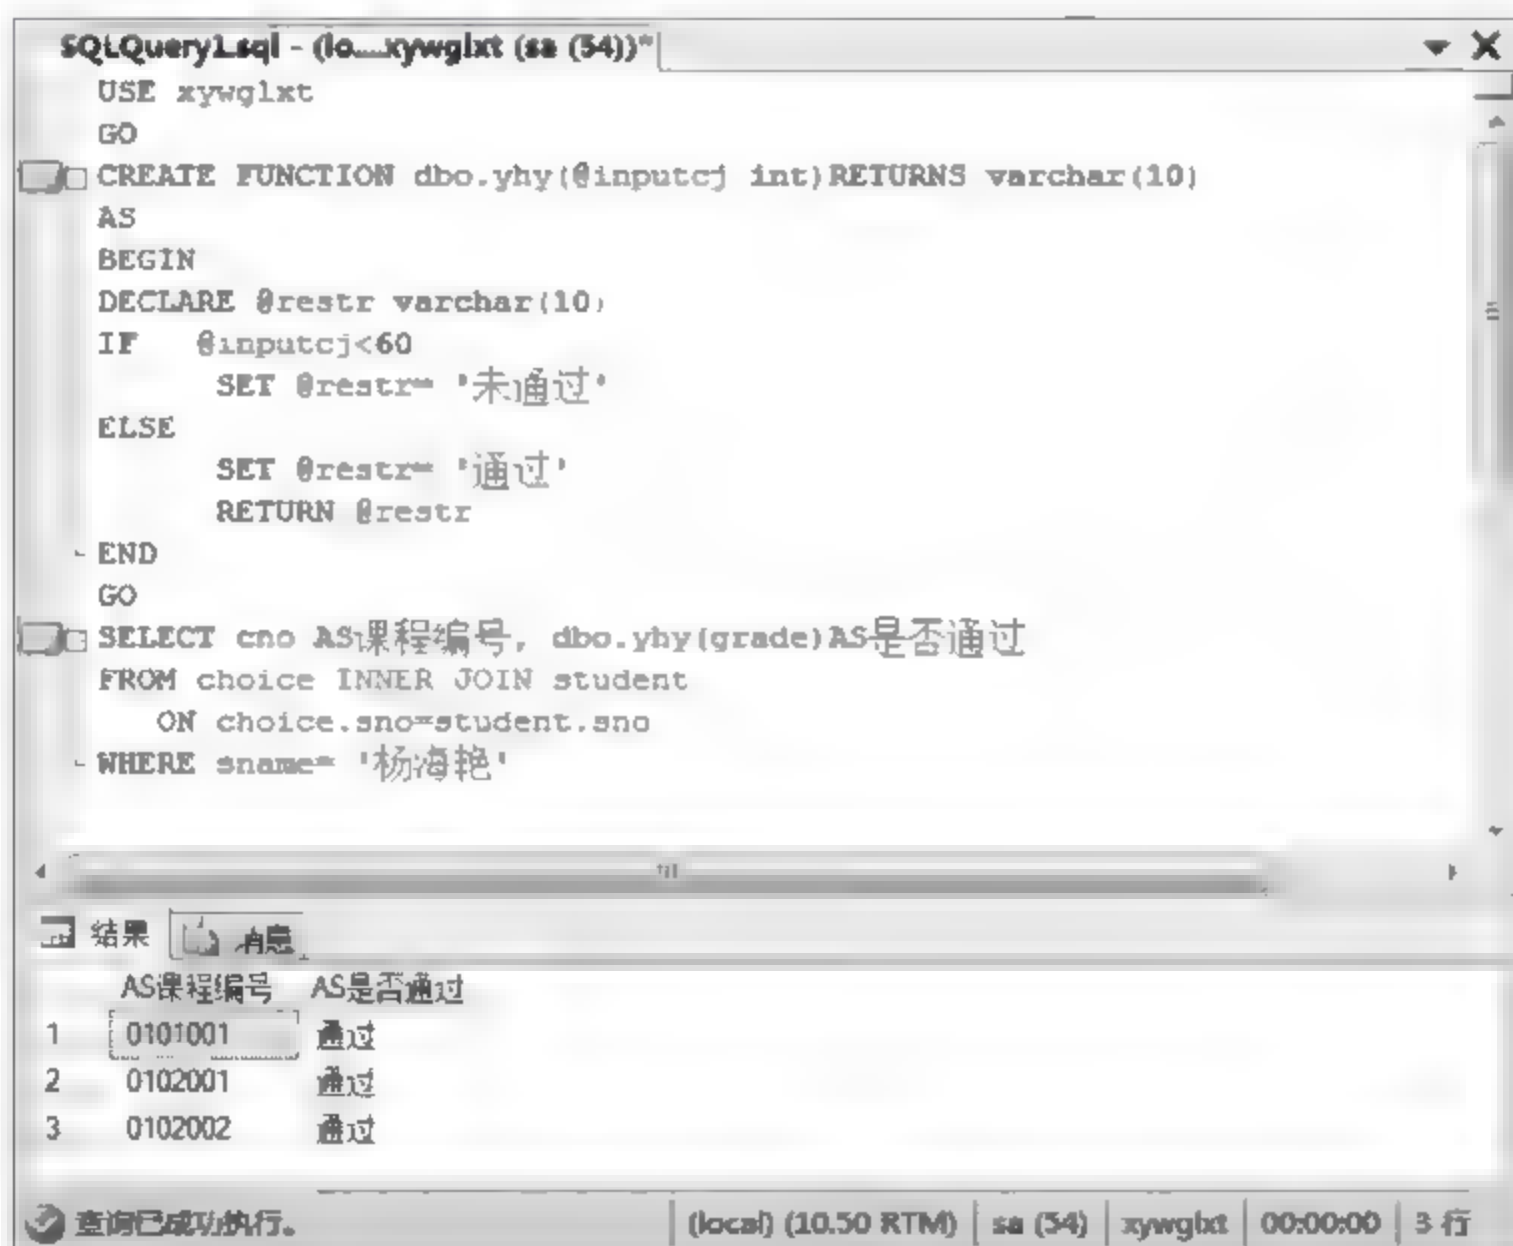 SQLQuery1.sql - (lo...xywglxt (sa (54))*
USE xywglxt
GO
CREATE FUNCTION dbo.yhy(@inputcj int)RETURNS varchar(10)
AS
BEGIN
DECLARE @restr varchar(10)
IF @inputcj<60
SET @restr= '未通过'
ELSE
SET @restr= '通过'
RETURN @restr
END
GO
SELECT cno AS课程编号, dbo.yhy(grade)AS是否通过
FROM choice INNER JOIN student
ON choice.sno=student.sno
WHERE sname= '杨海艳'
结果 消息
AS课程编号 AS是否通过
1 0101001 通过
2 0102001 通过
3 0102002 通过
查询已成功执行。 (local) (10.50 RTM) sa (54) xywglxt 00:00:00 3 行